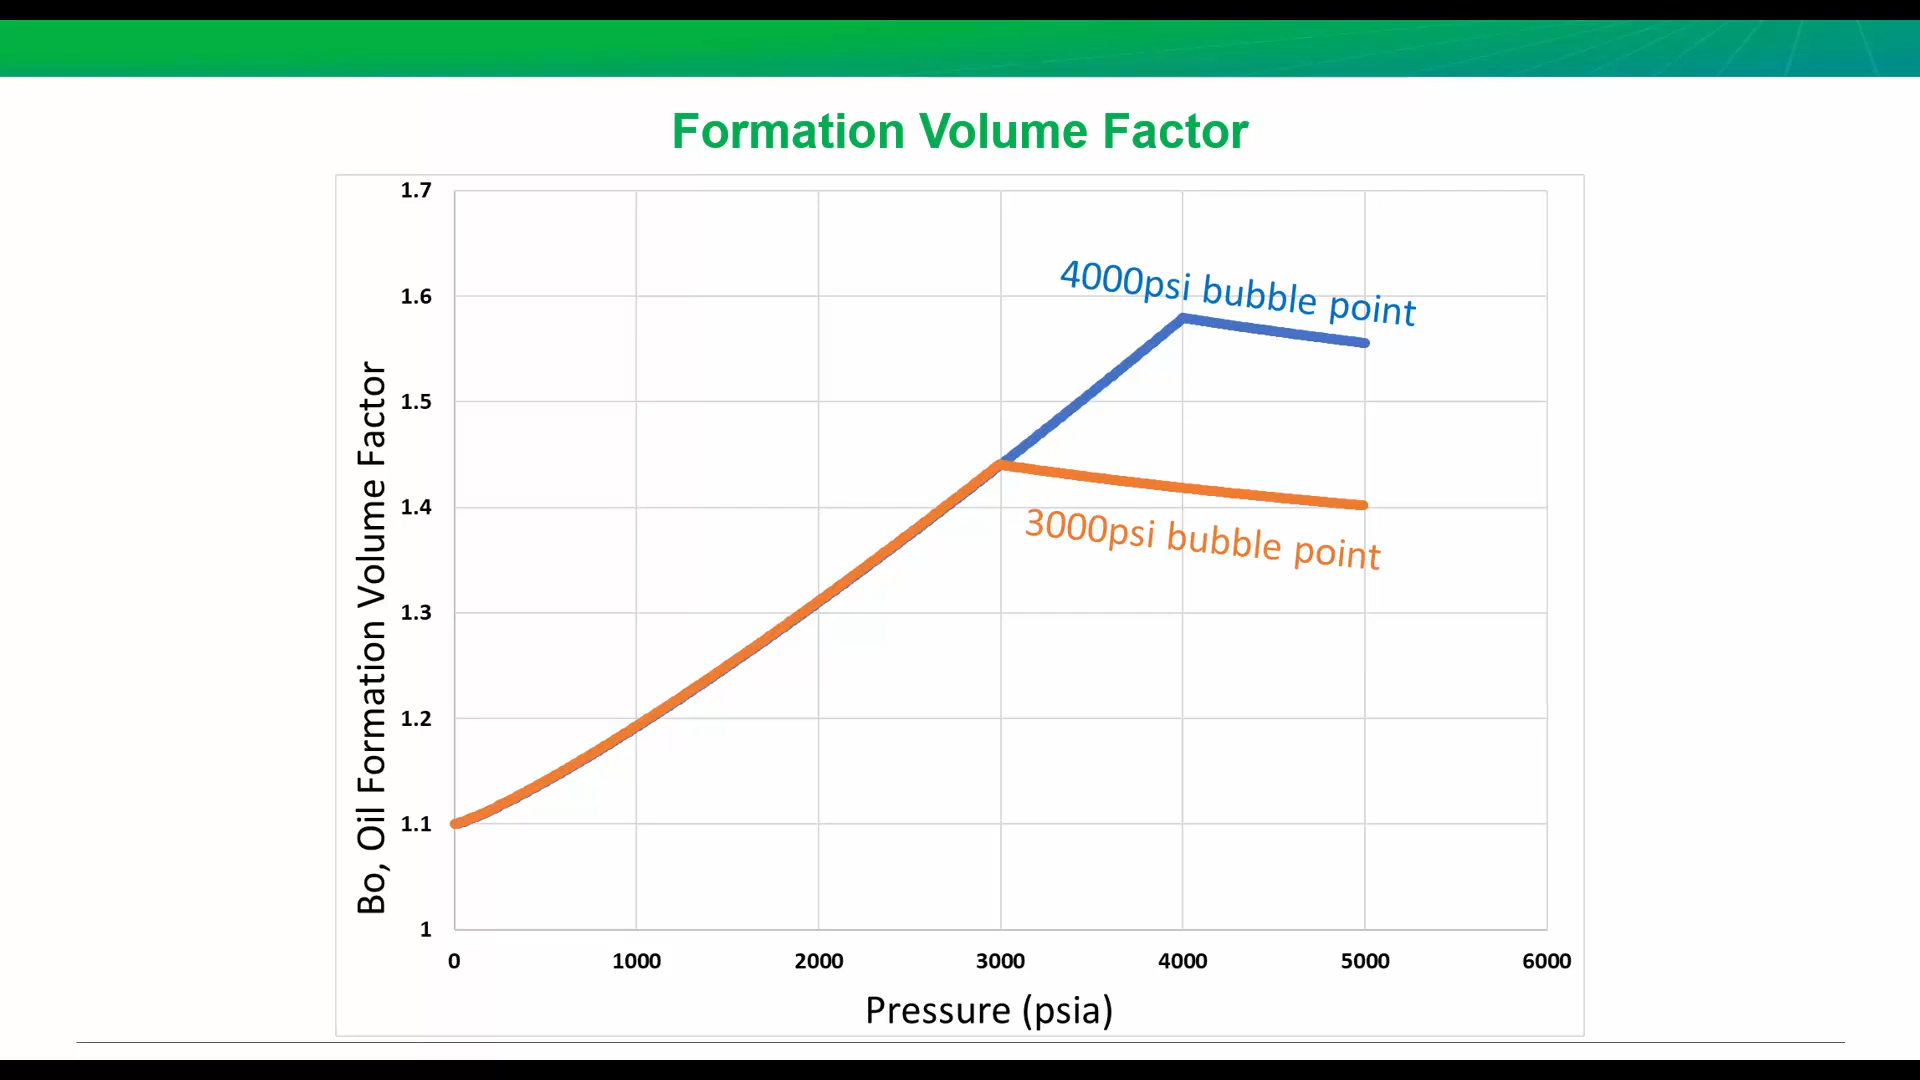 Formation Volume Factor
1.7
1.6
1.5
1.4
1.3
1.2
1.1
1
Bo, Oil Formation Volume Factor
4000psi bubble point
3000psi bubble point
0 1000 2000 3000 4000 5000 6000
Pressure (psia)